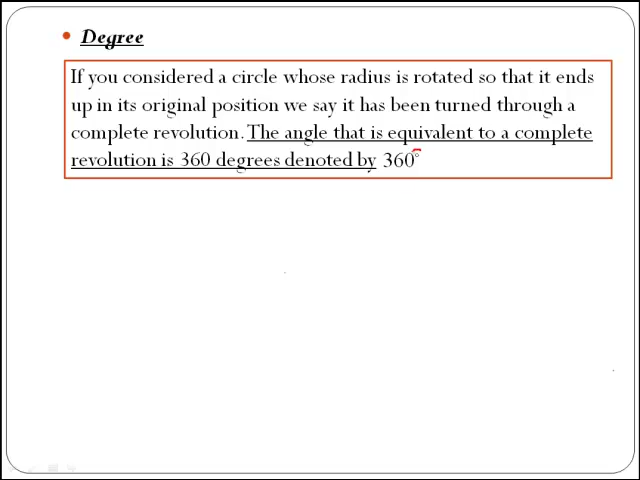 • Degree
If you considered a circle whose radius is rotated so that it ends
up in its original position we say it has been turned through a
complete revolution. The angle that is equivalent to a complete
revolution is 360 degrees denoted by 360°